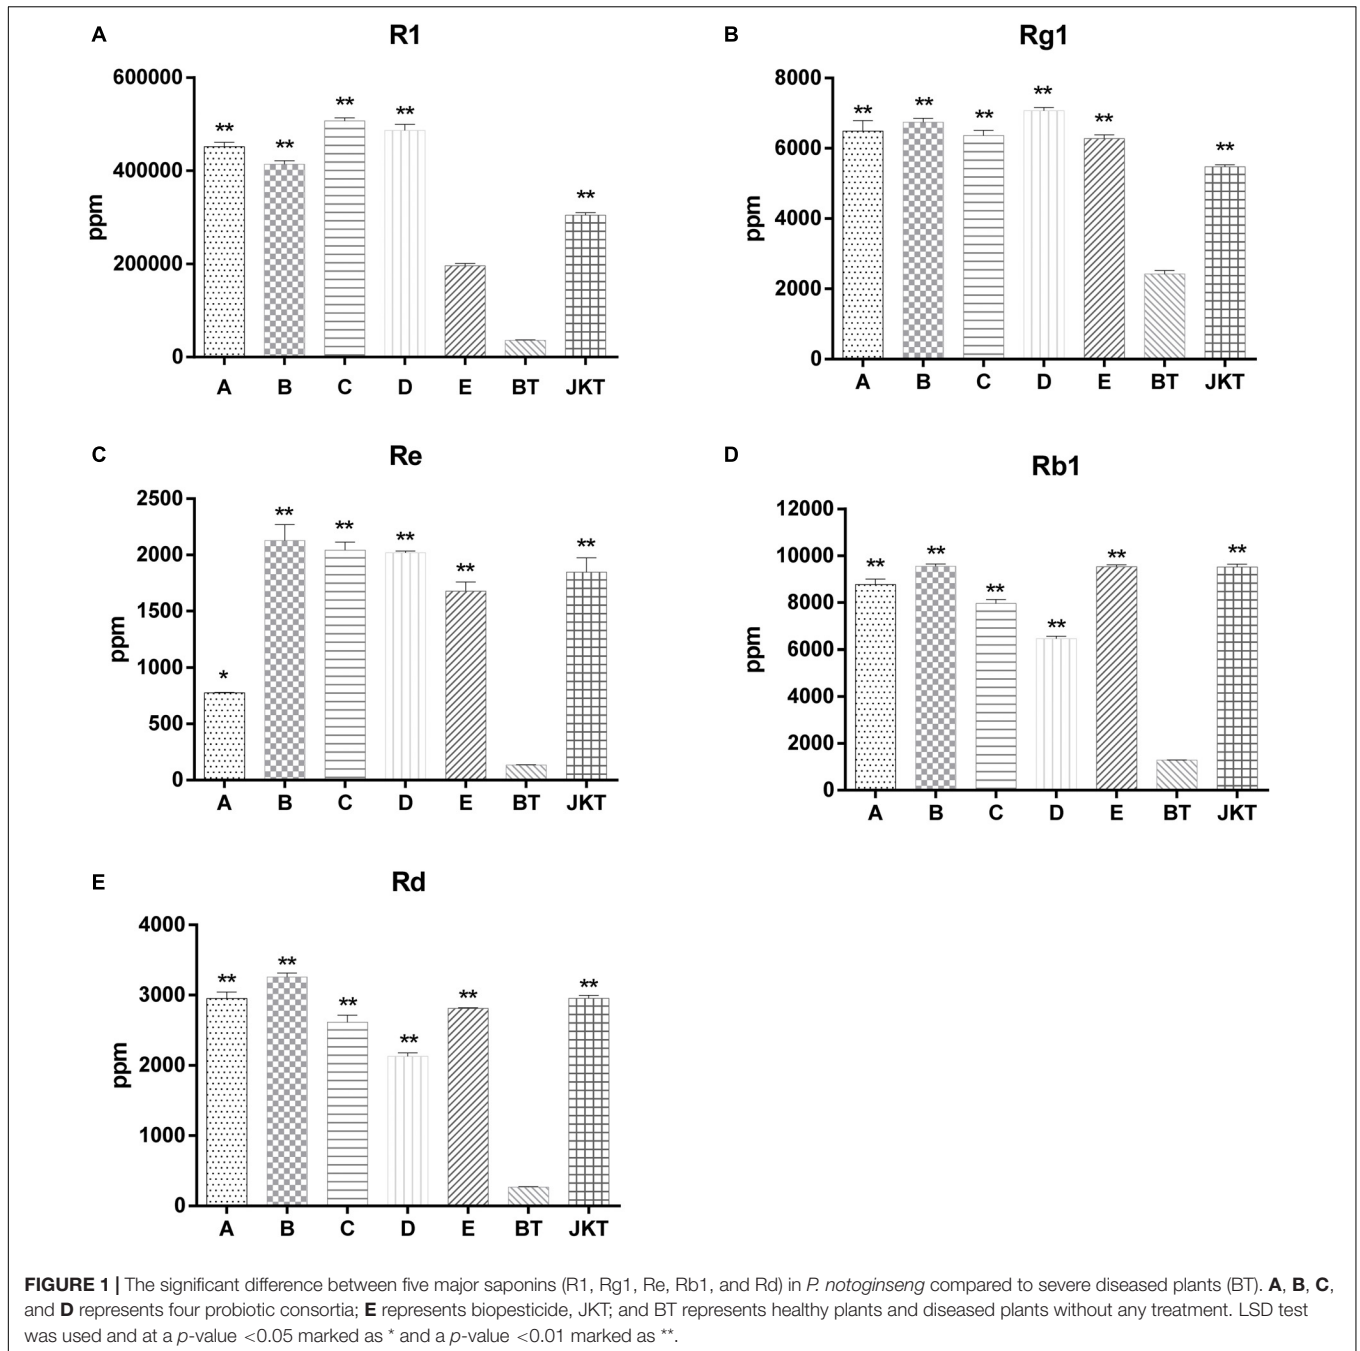 A
R1
600000
400000
200000
0
ppm
** ** ** ** **
A B C D E BT JKT
B
Rg1
8000
6000
4000
2000
0
ppm
** ** ** ** ** **
A B C D E BT JKT
C
Re
2500
2000
1500
1000
500
0
ppm
* ** ** ** ** **
A B C D E BT JKT
D
Rb1
12000
10000
8000
6000
4000
2000
0
ppm
** ** ** ** ** **
A B C D E BT JKT
E
Rd
4000
3000
2000
1000
0
ppm
** ** ** ** ** **
A B C D E BT JKT
FIGURE 1 | The significant difference between five major saponins (R1, Rg1, Re, Rb1, and Rd) in P. notoginseng compared to severe diseased plants (BT). A, B, C,
and D represents four probiotic consortia; E represents biopesticide, JKT; and BT represents healthy plants and diseased plants without any treatment. LSD test
was used and at a p-value <0.05 marked as * and a p-value <0.01 marked as **.